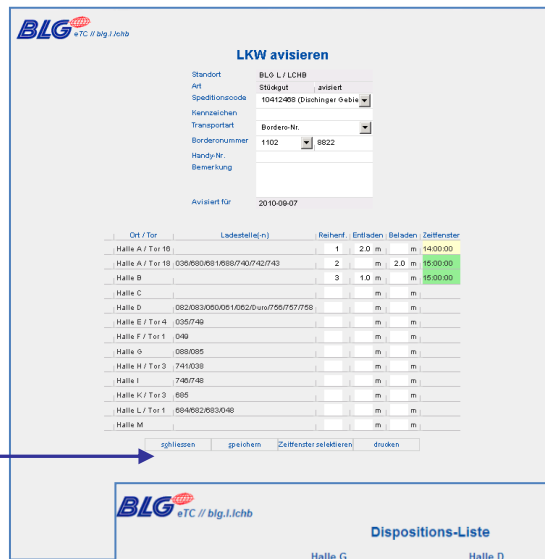 BLG eTC // blg.l.lchb
LKW avisieren
Standort BLG L / LCHB
Art Stückgut avisiert
Speditionscode 10412468 (Dischinger Gebie
Kennzeichen
Transportart Bordero-Nr.
Borderonummer 1102 8822
Handy-Nr.
Bemerkung
Avisiert für 2010-09-07
Ort / Tor Ladestelle(-n) Reihenf. Entladen Beladen Zeitfenster
Halle A / Tor 16 1 2.0 m m 14:00:00
Halle A / Tor 18 036/680/681/688/740/742/743 2 m 2.0 m 16:00:00
Halle B 3 1.0 m m 15:00:00
Halle C m m
Halle D 082/083/060/061/062/Duro/756/757/758 m m
Halle E / Tor 4 035/749 m m
Halle F / Tor 1 049 m m
Halle G 088/085 m m
Halle H / Tor 3 741/038 m m
Halle I 746/748 m m
Halle K / Tor 3 685 m m
Halle L / Tor 1 684/682/683/048 m m
Halle M m m
schliessen speichern Zeitfenster selektieren drucken
BLG eTC // blg.l.lchb
Dispositions-Liste
Halle G Halle D